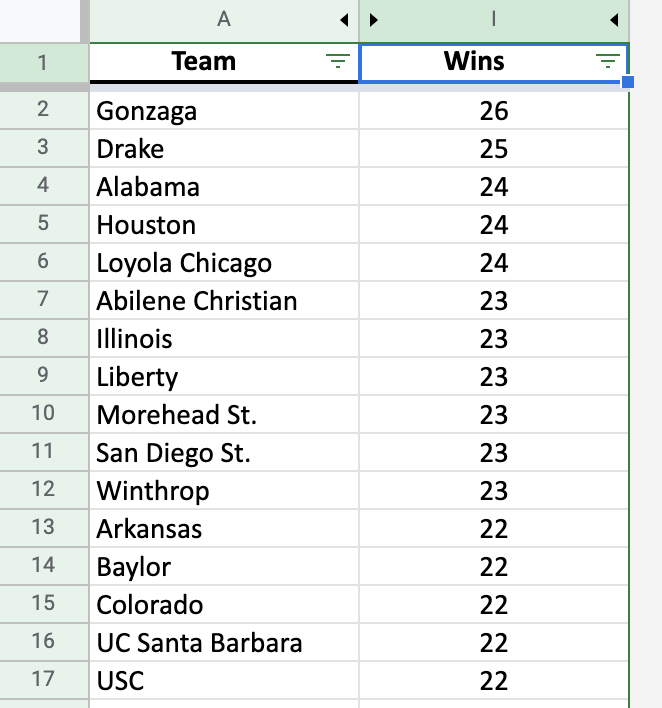 A I
1 Team Wins
2 Gonzaga 26
3 Drake 25
4 Alabama 24
5 Houston 24
6 Loyola Chicago 24
7 Abilene Christian 23
8 Illinois 23
9 Liberty 23
10 Morehead St. 23
11 San Diego St. 23
12 Winthrop 23
13 Arkansas 22
14 Baylor 22
15 Colorado 22
16 UC Santa Barbara 22
17 USC 22